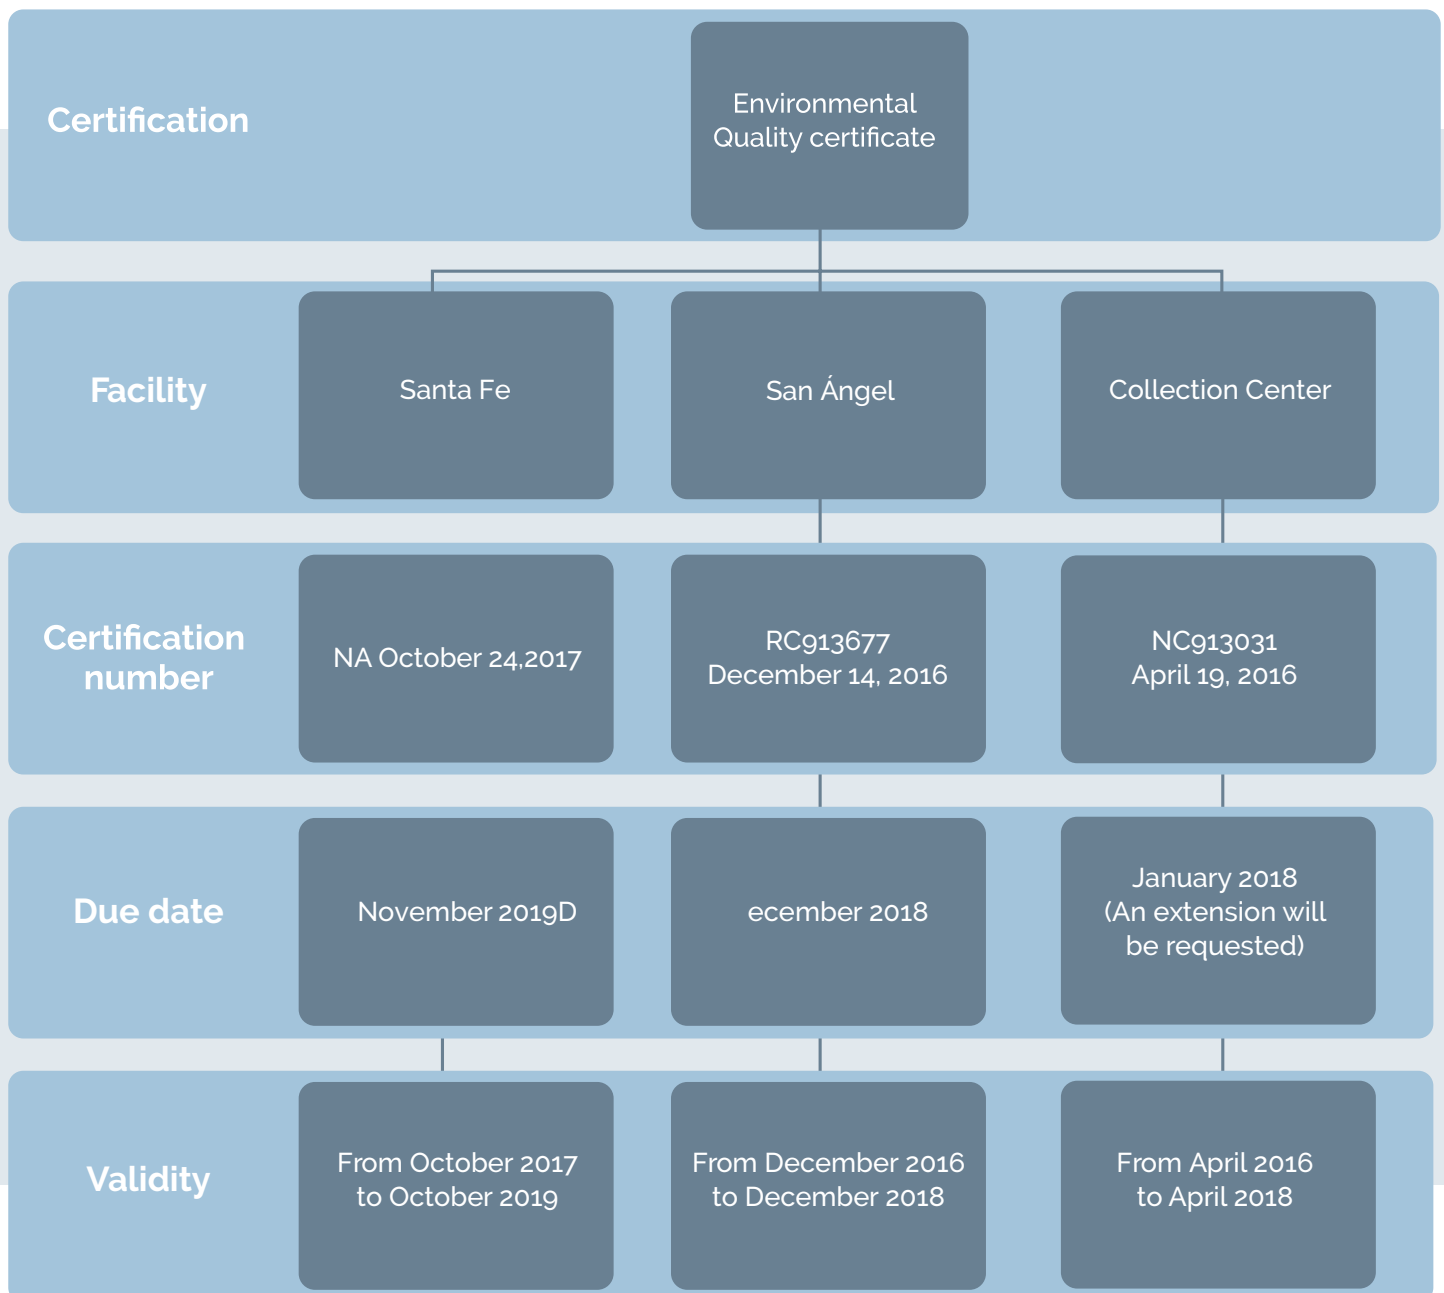 Certification
Environmental
Quality certificate
Facility
Santa Fe
San Ángel
Collection Center
Certification
number
NA October 24,2017
RC913677
December 14, 2016
NC913031
April 19, 2016
Due date
November 2019D
ecember 2018
January 2018
(An extension will
be requested)
Validity
From October 2017
to October 2019
From December 2016
to December 2018
From April 2016
to April 2018